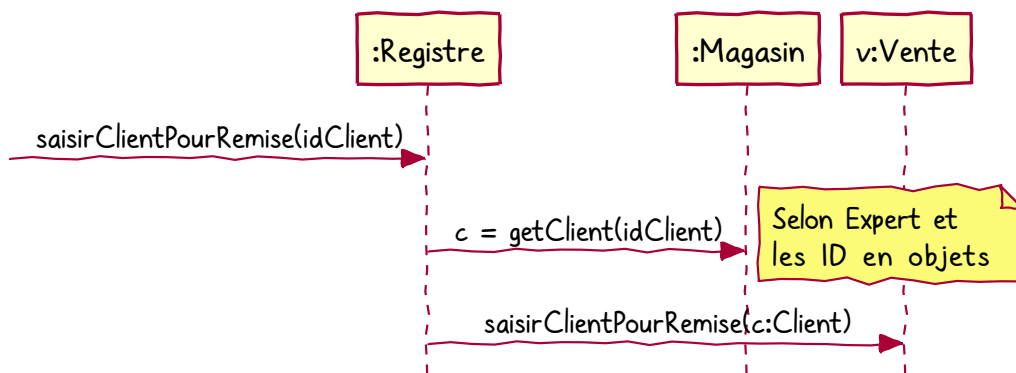 :Registre
:Magasin
v:Vente
saisirClientPourRemise(idClient)
c = getClient(idClient)
Selon Expert et
les ID en objets
saisirClientPourRemise(c:Client)